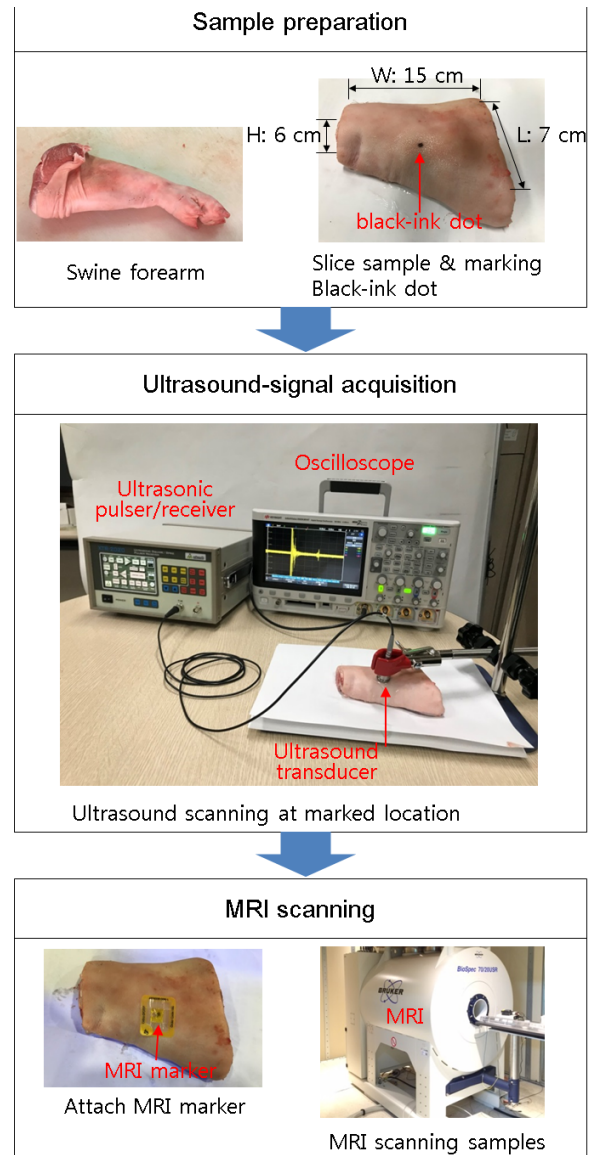 Sample preparation
W: 15 cm
H: 6 cm
L: 7 cm
black-ink dot
Swine forearm
Slice sample & marking
Black-ink dot
Ultrasound-signal acquisition
Oscilloscope
Ultrasonic
pulser/receiver
Ultrasound
transducer
Ultrasound scanning at marked location
MRI scanning
BioSpec 70/20USR
BRUKER
MRI
MRI marker
Attach MRI marker
MRI scanning samples